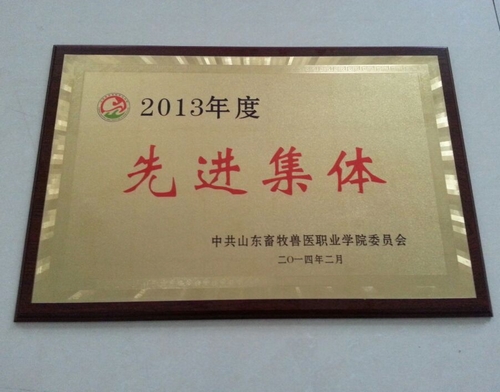 2013年度
先进集体
中共山东畜牧兽医职业学院委员会
二〇一四年二月